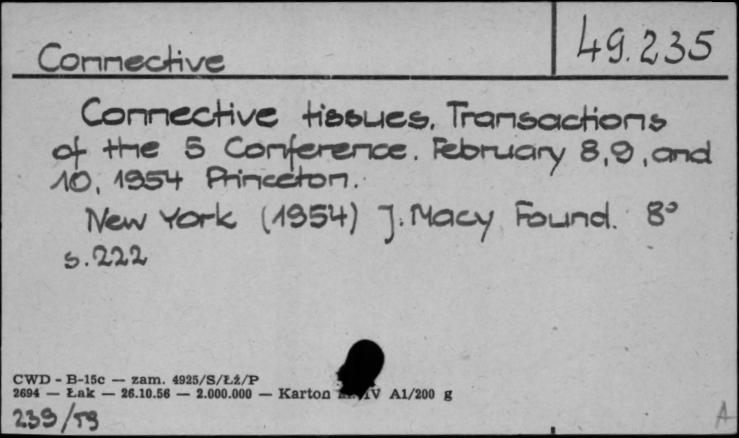 Connective
49.235
Connective tissues. Transactions
of the 5 Conference. February 8,9, and
10, 1954 Princeton.
New York (1954) J. Macy Found. 8°
s. 222
CWD - B-15c — zam. 4925/S/Łż/P
2694 — Łak — 26.10.56 — 2.000.000 — Karton IV A1/200 g
239/59
A